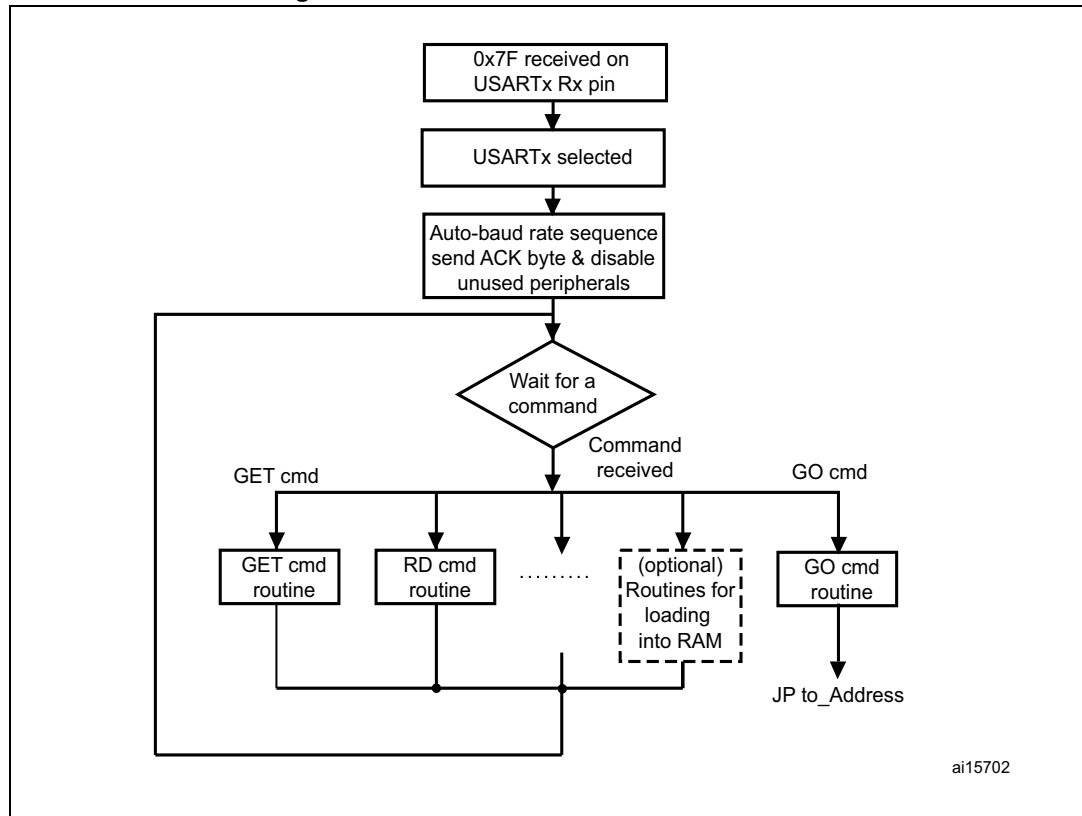 0x7F received on
USARTx Rx pin
USARTx selected
Auto-baud rate sequence
send ACK byte & disable
unused peripherals
Wait for a
command
Command
received
GET cmd
GO cmd
GET cmd
routine
RD cmd
routine
.........
(optional)
Routines for
loading
into RAM
GO cmd
routine
JP to_Address
ai15702